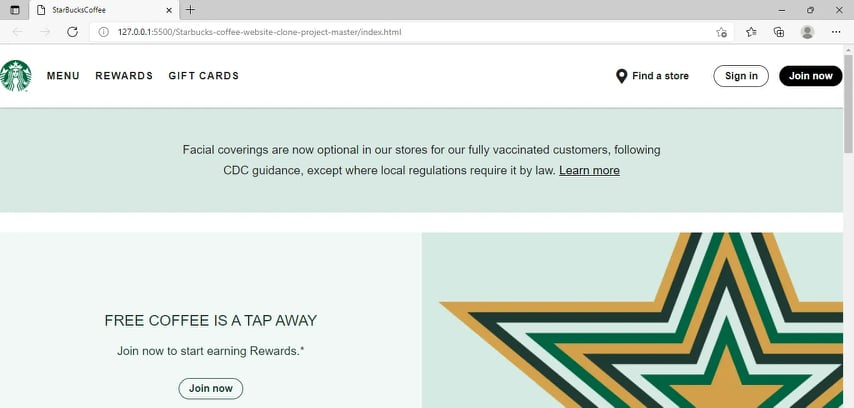 StarBucksCoffee
127.0.0.1:5500/Starbucks-coffee-website-clone-project-master/index.html
MENU REWARDS GIFT CARDS Find a store Sign in Join now
Facial coverings are now optional in our stores for our fully vaccinated customers, following
CDC guidance, except where local regulations require it by law. Learn more
FREE COFFEE IS A TAP AWAY
Join now to start earning Rewards.*
Join now